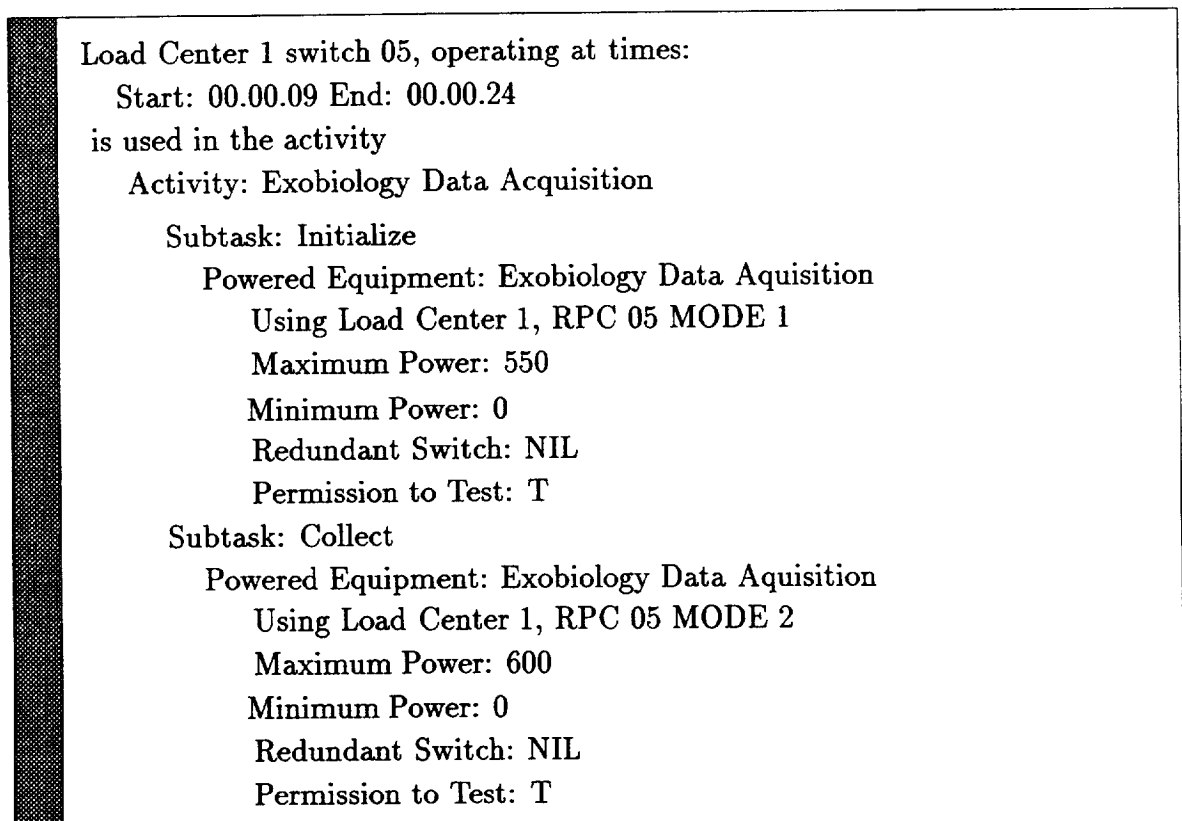 Load Center 1 switch 05, operating at times:
Start: 00.00.09 End: 00.00.24
is used in the activity
Activity: Exobiology Data Acquisition
Subtask: Initialize
Powered Equipment: Exobiology Data Aquisition
Using Load Center 1, RPC 05 MODE 1
Maximum Power: 550
Minimum Power: 0
Redundant Switch: NIL
Permission to Test: T
Subtask: Collect
Powered Equipment: Exobiology Data Aquisition
Using Load Center 1, RPC 05 MODE 2
Maximum Power: 600
Minimum Power: 0
Redundant Switch: NIL
Permission to Test: T